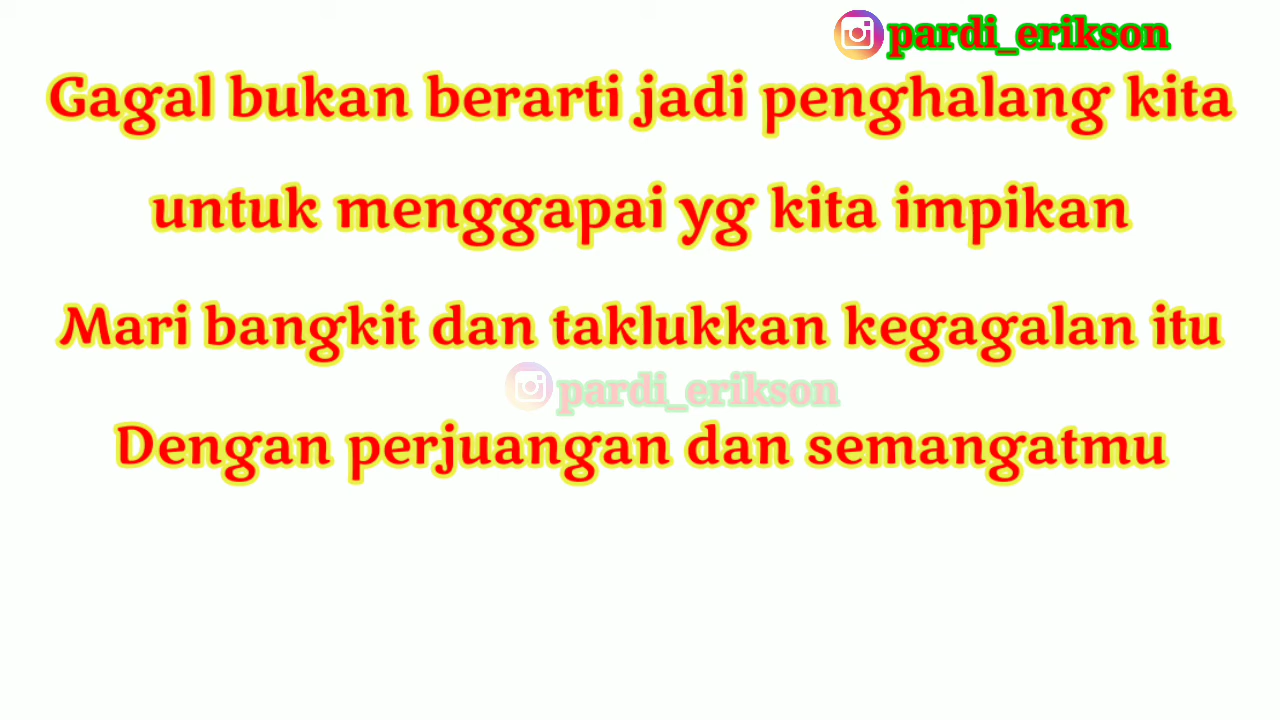 pardi_erikson
Gagal bukan berarti jadi penghalang kita
untuk menggapai yg kita impikan
Mari bangkit dan taklukkan kegagalan itu
pardi_erikson
Dengan perjuangan dan semangatmu